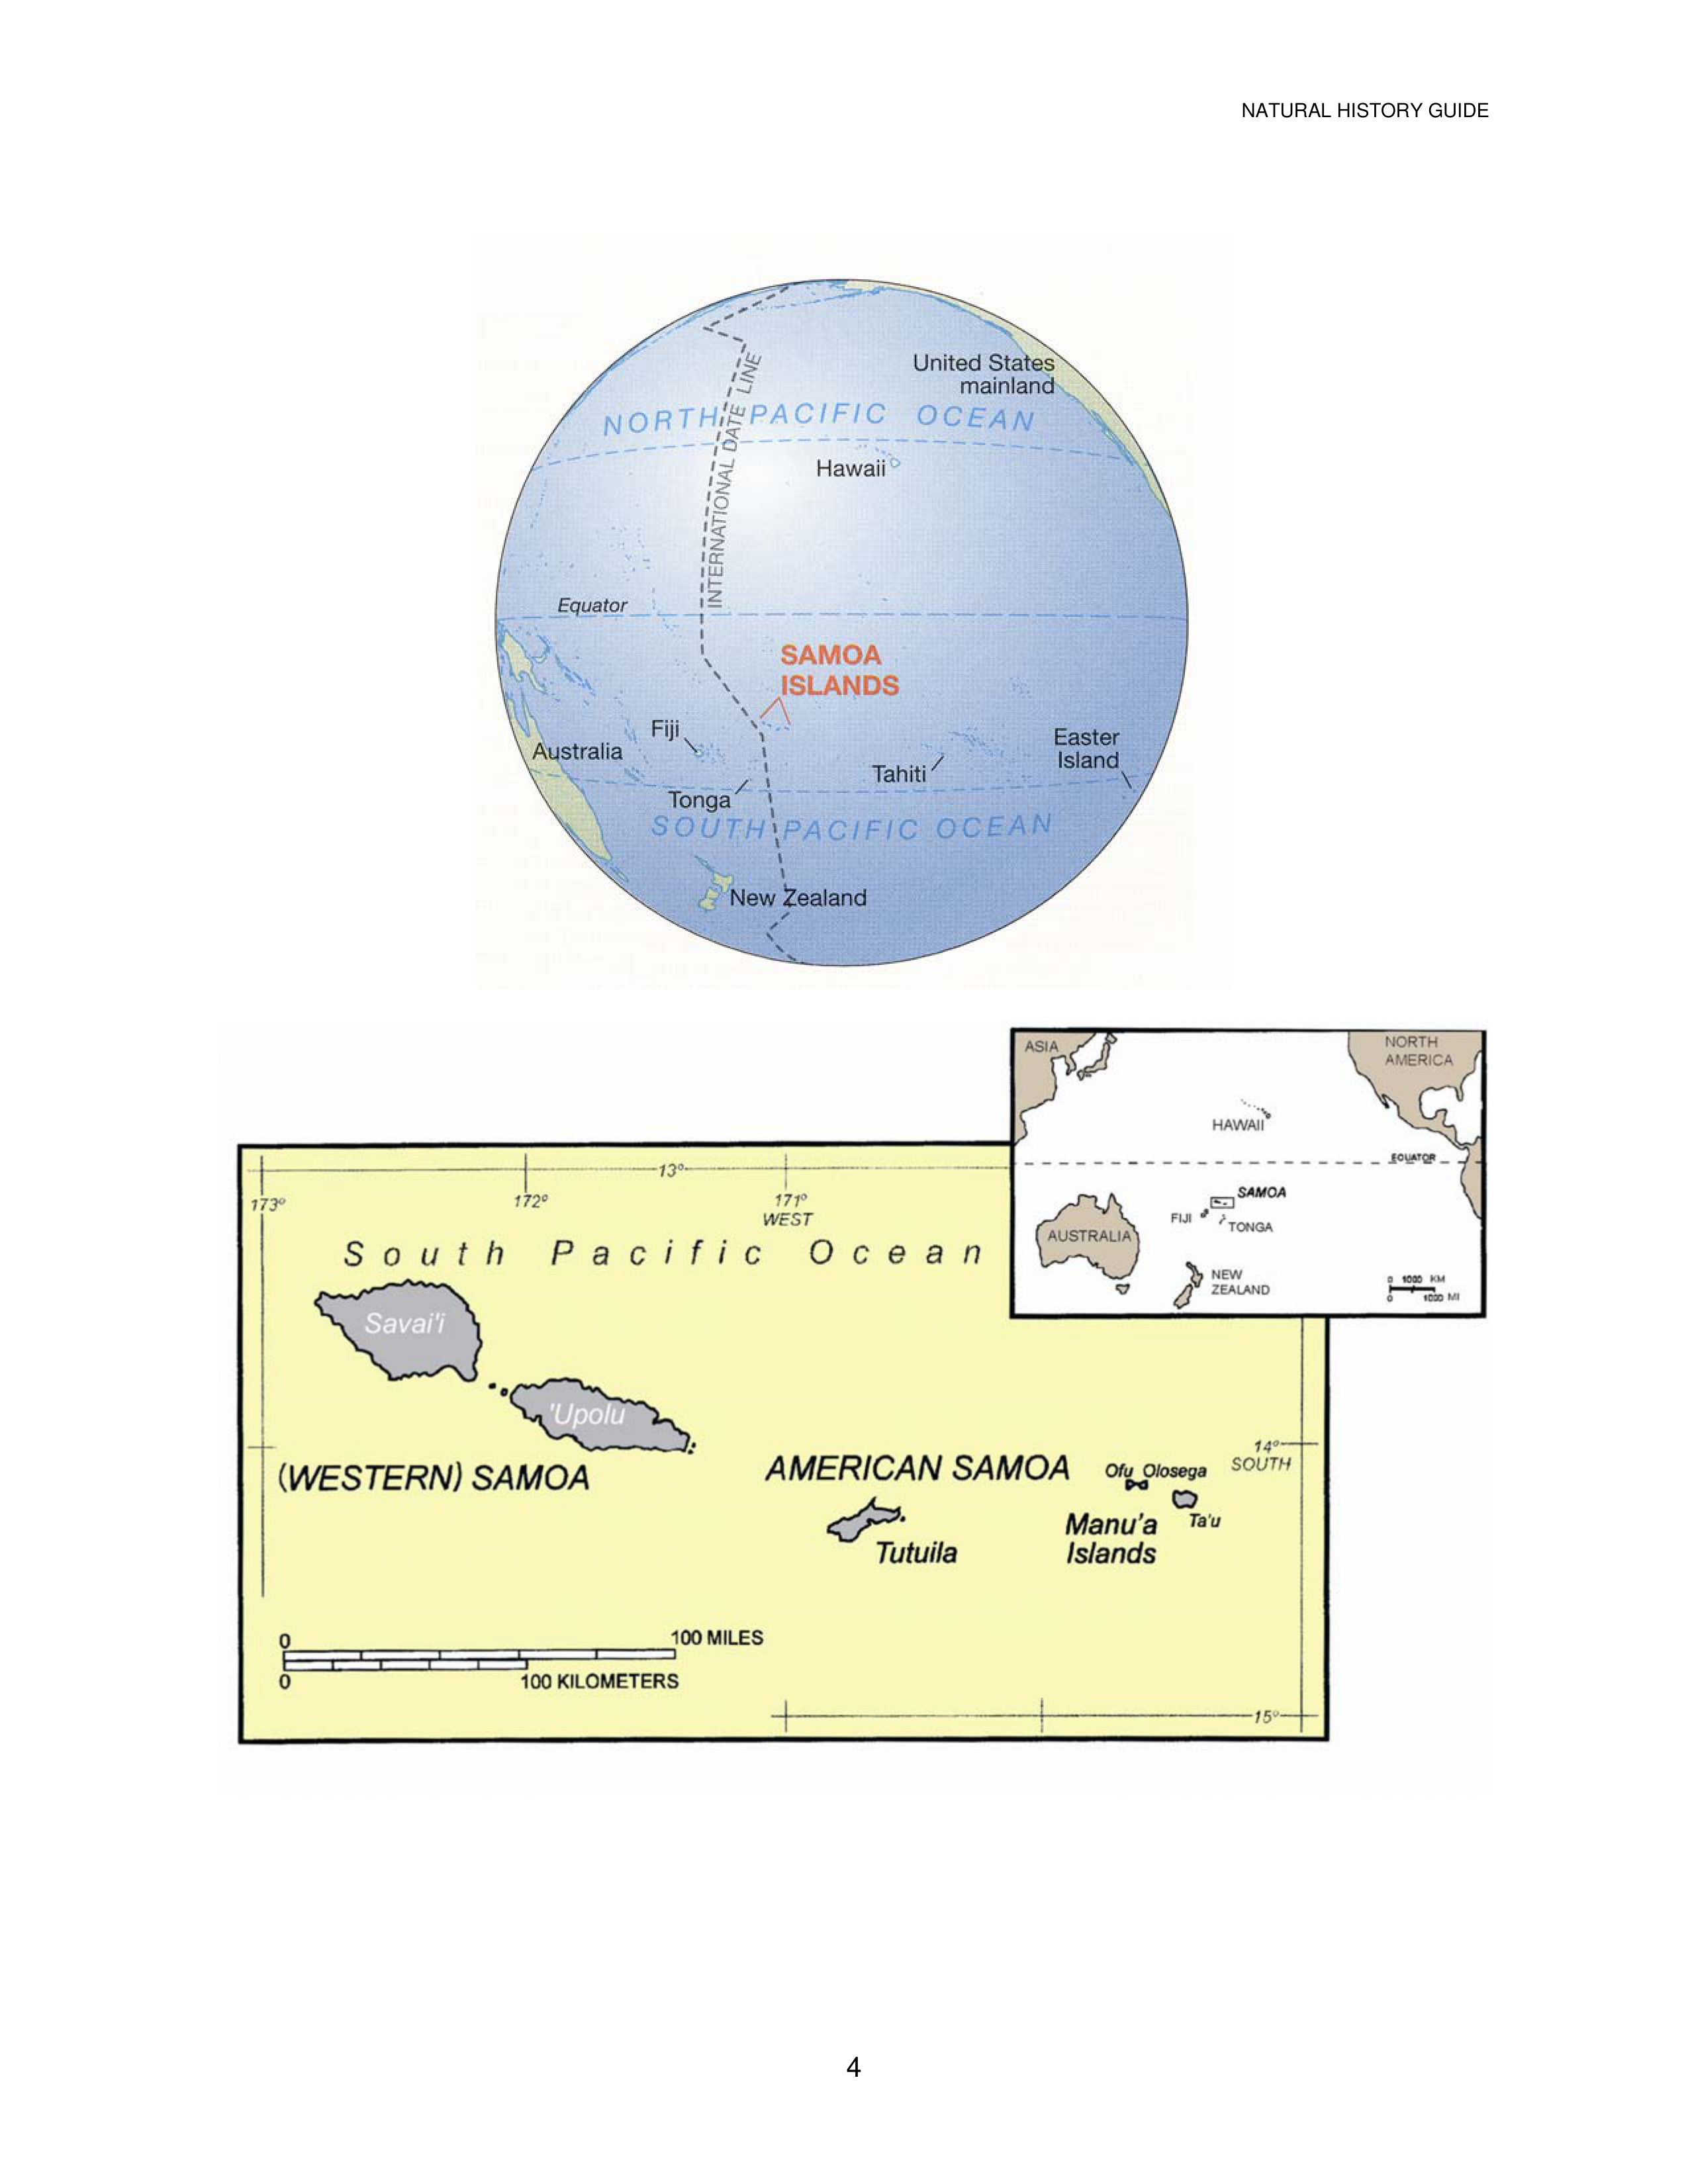 NATURAL HISTORY GUIDE
United States
mainland
INTERNATIONAL DATE LINE
NORTH PACIFIC OCEAN
Hawaii
Equator
SAMOA
ISLANDS
Fiji
Australia
Easter
Island
Tahiti
Tonga
SOUTH PACIFIC OCEAN
New Zealand
ASIA
NORTH
AMERICA
HAWAII
EQUATOR
SAMOA
FIJI
TONGA
AUSTRALIA
NEW
ZEALAND
0 1000 KM
0 1000 MI
13°
173°
172°
171°
WEST
South Pacific Ocean
Savai'i
'Upolu
(WESTERN) SAMOA
AMERICAN SAMOA
14°
SOUTH
Ofu Olosega
Manu'a
Islands
Ta'u
Tutuila
0 100 MILES
0 100 KILOMETERS
15°
4